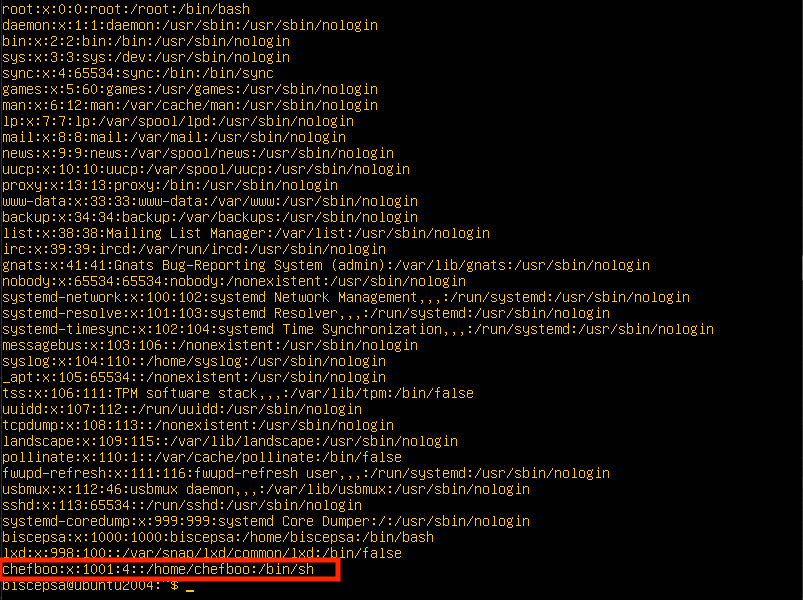 root:x:0:0:root:/root:/bin/bash
daemon:x:1:1:daemon:/usr/sbin:/usr/sbin/nologin
bin:x:2:2:bin:/bin:/usr/sbin/nologin
sys:x:3:3:sys:/dev:/usr/sbin/nologin
sync:x:4:65534:sync:/bin:/bin/sync
games:x:5:60:games:/usr/games:/usr/sbin/nologin
man:x:6:12:man:/var/cache/man:/usr/sbin/nologin
lp:x:7:7:lp:/var/spool/lpd:/usr/sbin/nologin
mail:x:8:8:mail:/var/mail:/usr/sbin/nologin
news:x:9:9:news:/var/spool/news:/usr/sbin/nologin
uucp:x:10:10:uucp:/var/spool/uucp:/usr/sbin/nologin
proxy:x:13:13:proxy:/bin:/usr/sbin/nologin
www-data:x:33:33:www-data:/var/www:/usr/sbin/nologin
backup:x:34:34:backup:/var/backups:/usr/sbin/nologin
list:x:38:38:Mailing List Manager:/var/list:/usr/sbin/nologin
irc:x:39:39:ircd:/var/run/ircd:/usr/sbin/nologin
gnats:x:41:41:Gnats Bug-Reporting System (admin):/var/lib/gnats:/usr/sbin/nologin
nobody:x:65534:65534:nobody:/nonexistent:/usr/sbin/nologin
systemd-network:x:100:102:systemd Network Management,,,:/run/systemd:/usr/sbin/nologin
systemd-resolve:x:101:103:systemd Resolver,,,:/run/systemd:/usr/sbin/nologin
systemd-timesync:x:102:104:systemd Time Synchronization,,,:/run/systemd:/usr/sbin/nologin
messagebus:x:103:106::/nonexistent:/usr/sbin/nologin
syslog:x:104:110::/home/syslog:/usr/sbin/nologin
_apt:x:105:65534::/nonexistent:/usr/sbin/nologin
tss:x:106:111:TPM software stack,,,:/var/lib/tpm:/bin/false
uuidd:x:107:112::/run/uuidd:/usr/sbin/nologin
tcpdump:x:108:113::/nonexistent:/usr/sbin/nologin
landscape:x:109:115::/var/lib/landscape:/usr/sbin/nologin
pollinate:x:110:1::/var/cache/pollinate:/bin/false
fwupd-refresh:x:111:116:fwupd-refresh user,,,:/run/systemd:/usr/sbin/nologin
usbmux:x:112:46:usbmux daemon,,,:/var/lib/usbmux:/usr/sbin/nologin
sshd:x:113:65534::/run/sshd:/usr/sbin/nologin
systemd-coredump:x:999:999:systemd Core Dumper:/:/usr/sbin/nologin
biscepsa:x:1000:1000:biscepsa:/home/biscepsa:/bin/bash
lxd:x:998:100::/var/snap/lxd/common/lxd:/bin/false
chefboo:x:1001:4::/home/chefboo:/bin/sh
biscepsa@ubuntu2004:~$ _